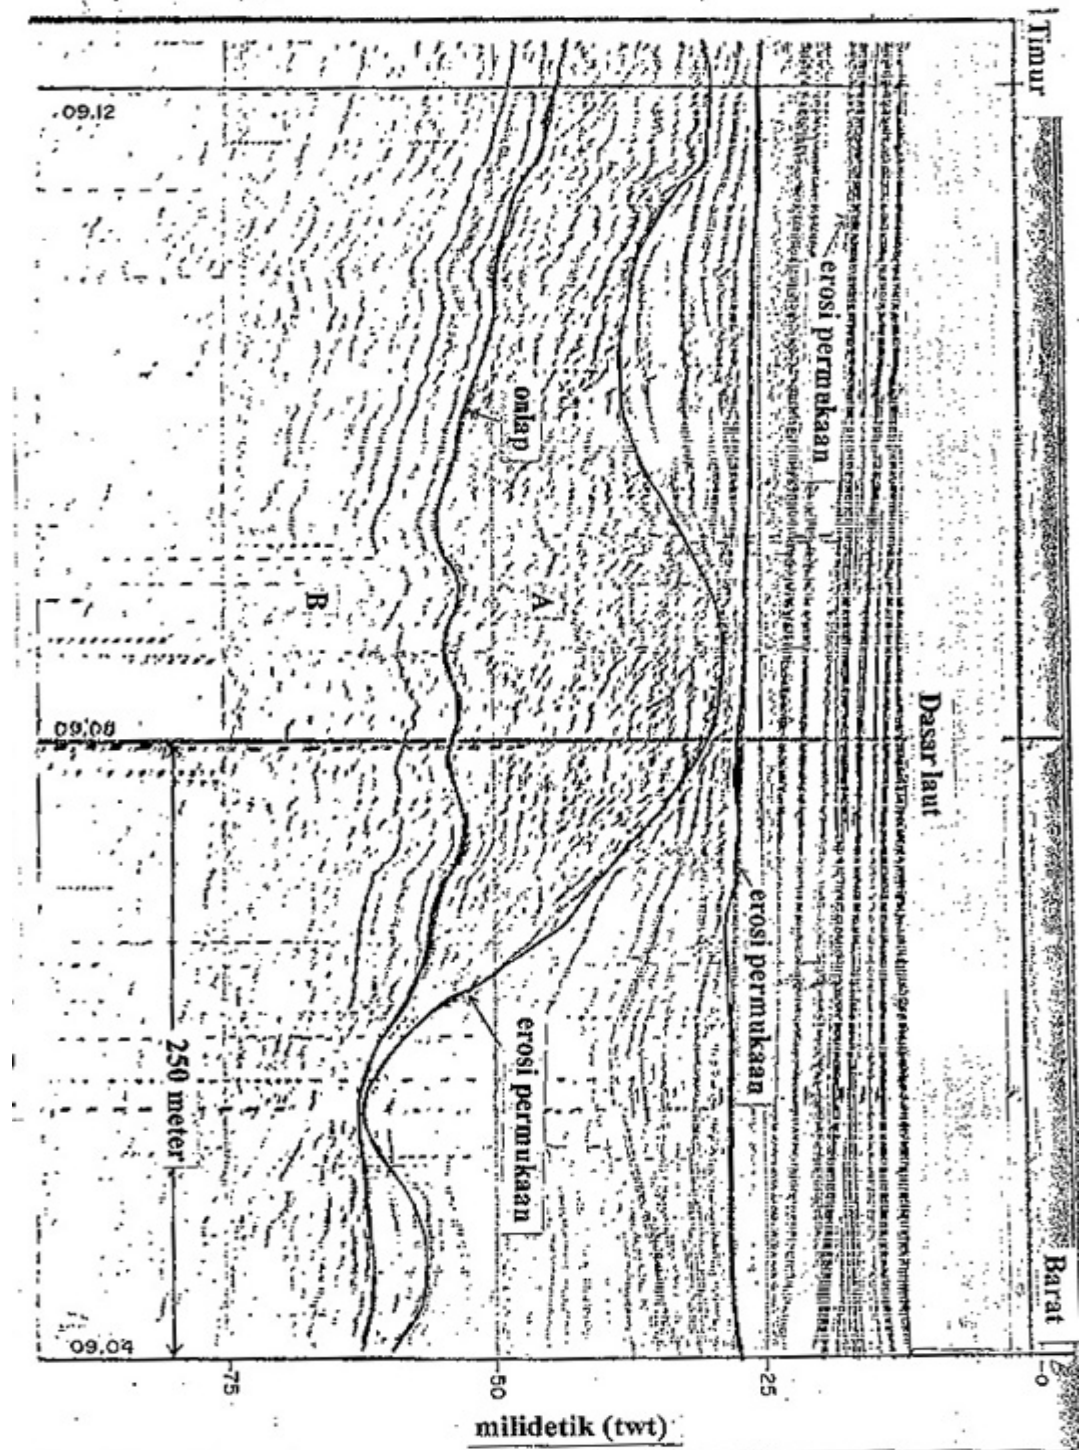 Timur
Barat
Dasar laut
erosi permukaan
erosi permukaan
onlap
erosi permukaan
A
B
250 meter
09.12
09.08
09.04
-0
-25
-50
-75
milidetik (twt)